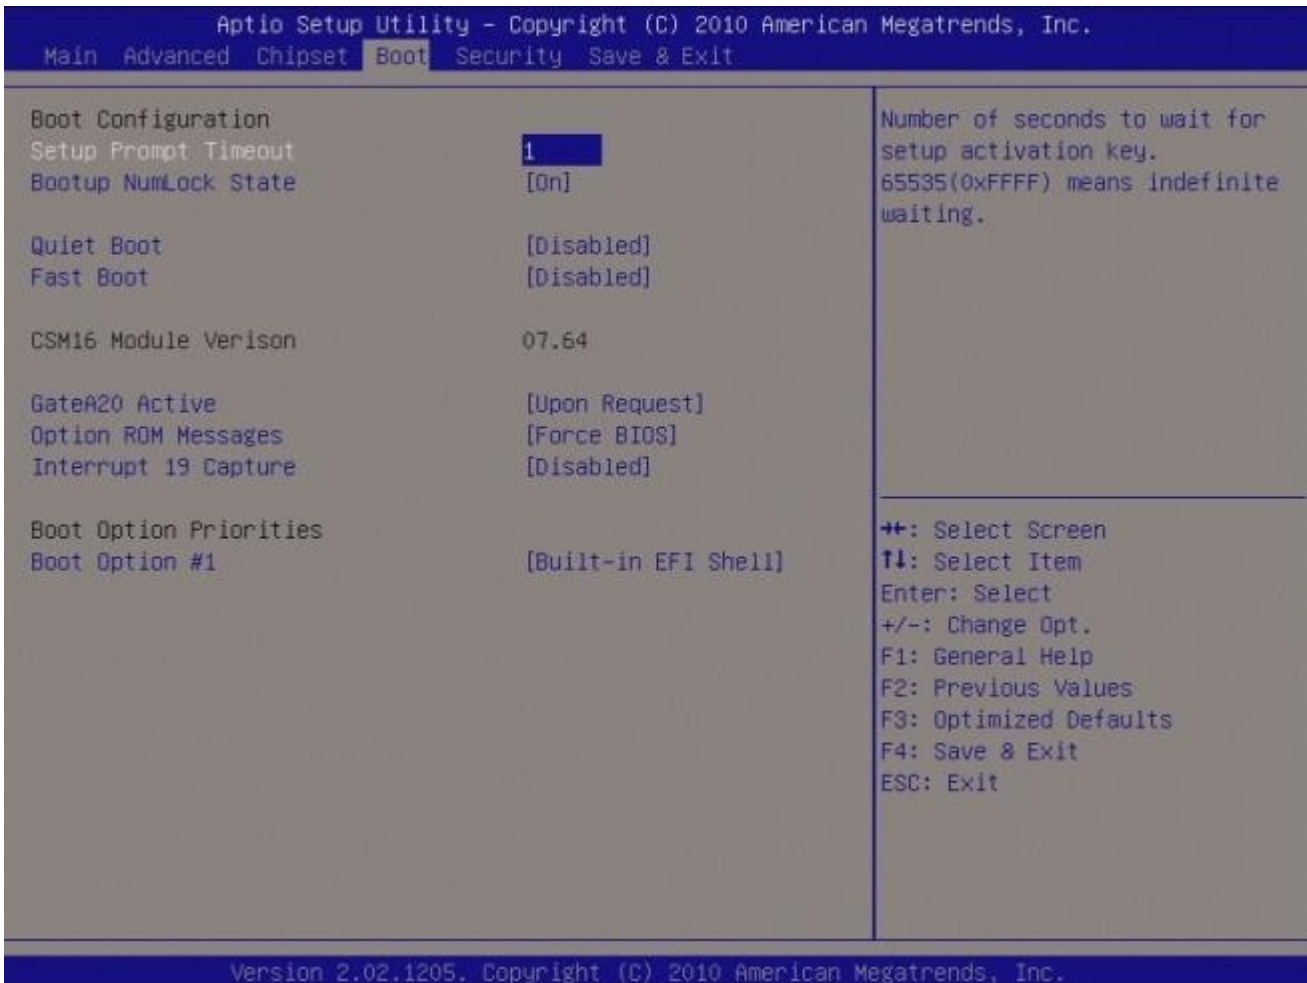 Aptio Setup Utility – Copyright (C) 2010 American Megatrends, Inc.
Main Advanced Chipset Boot Security Save & Exit
Boot Configuration
Setup Prompt Timeout 1
Bootup NumLock State [On]
Quiet Boot [Disabled]
Fast Boot [Disabled]
CSM16 Module Verison 07.64
GateA20 Active [Upon Request]
Option ROM Messages [Force BIOS]
Interrupt 19 Capture [Disabled]
Boot Option Priorities
Boot Option #1 [Built-in EFI Shell]
Number of seconds to wait for
setup activation key.
65535(0xFFFF) means indefinite
waiting.
→←: Select Screen
↑↓: Select Item
Enter: Select
+/-: Change Opt.
F1: General Help
F2: Previous Values
F3: Optimized Defaults
F4: Save & Exit
ESC: Exit
Version 2.02.1205. Copyright (C) 2010 American Megatrends, Inc.